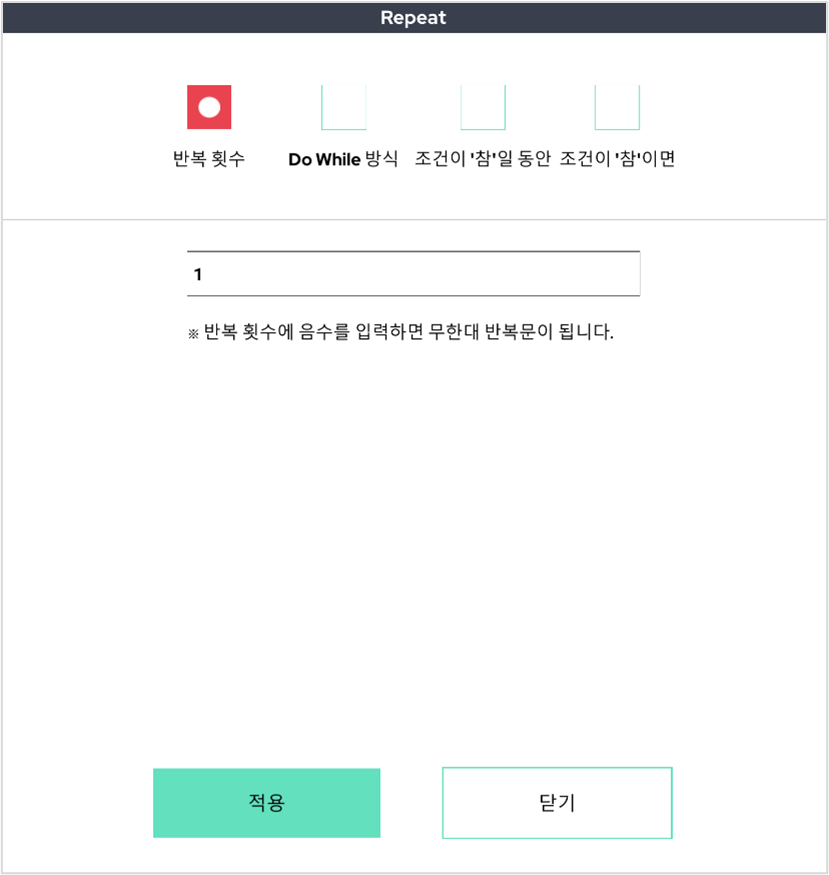 Repeat
반복 횟수 Do While 방식 조건이 '참'일 동안 조건이 '참'이면
1
※ 반복 횟수에 음수를 입력하면 무한대 반복문이 됩니다.
적용 닫기